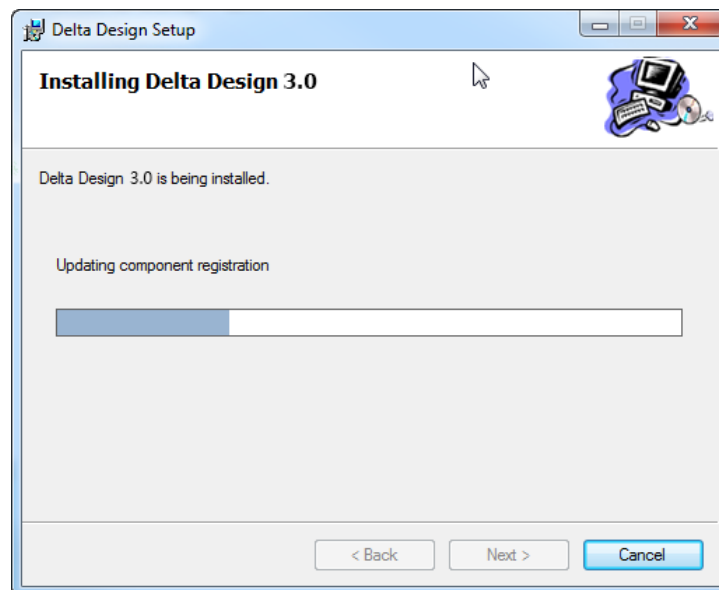 Delta Design Setup
Installing Delta Design 3.0
Delta Design 3.0 is being installed.
Updating component registration
< Back
Next >
Cancel